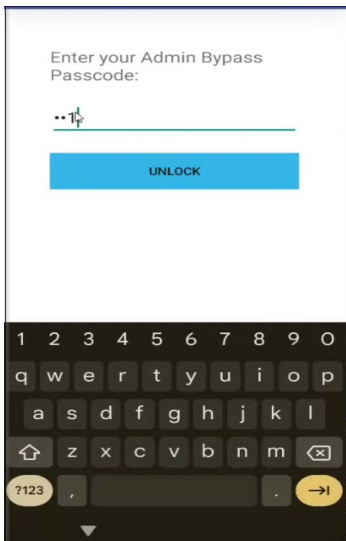 Enter your Admin Bypass
Passcode:
••1
UNLOCK
1 2 3 4 5 6 7 8 9 0
q w e r t y u i o p
a s d f g h j k l
z x c v b n m
?123 , .